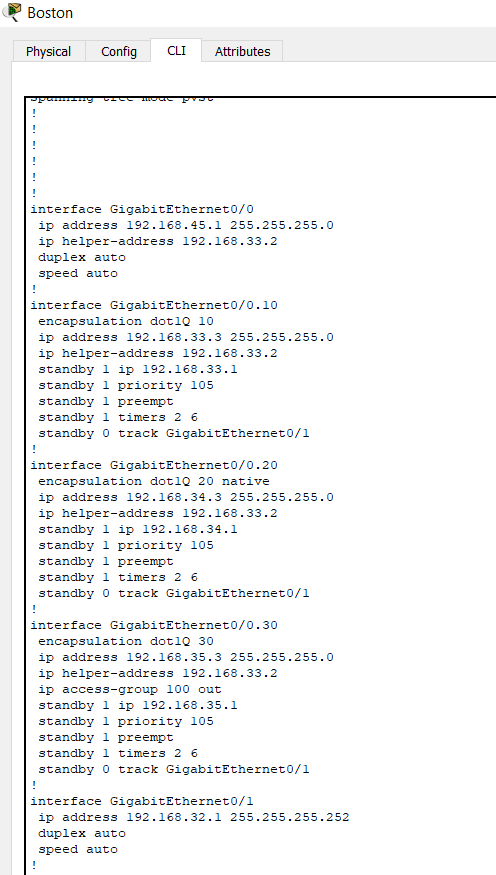 Boston
Physical Config CLI Attributes
spanning-tree mode pvst
!
!
!
!
!
!
interface GigabitEthernet0/0
ip address 192.168.45.1 255.255.255.0
ip helper-address 192.168.33.2
duplex auto
speed auto
!
interface GigabitEthernet0/0.10
encapsulation dot1Q 10
ip address 192.168.33.3 255.255.255.0
ip helper-address 192.168.33.2
standby 1 ip 192.168.33.1
standby 1 priority 105
standby 1 preempt
standby 1 timers 2 6
standby 0 track GigabitEthernet0/1
!
interface GigabitEthernet0/0.20
encapsulation dot1Q 20 native
ip address 192.168.34.3 255.255.255.0
ip helper-address 192.168.33.2
standby 1 ip 192.168.34.1
standby 1 priority 105
standby 1 preempt
standby 1 timers 2 6
standby 0 track GigabitEthernet0/1
!
interface GigabitEthernet0/0.30
encapsulation dot1Q 30
ip address 192.168.35.3 255.255.255.0
ip helper-address 192.168.33.2
ip access-group 100 out
standby 1 ip 192.168.35.1
standby 1 priority 105
standby 1 preempt
standby 1 timers 2 6
standby 0 track GigabitEthernet0/1
!
interface GigabitEthernet0/1
ip address 192.168.32.1 255.255.255.252
duplex auto
speed auto
!